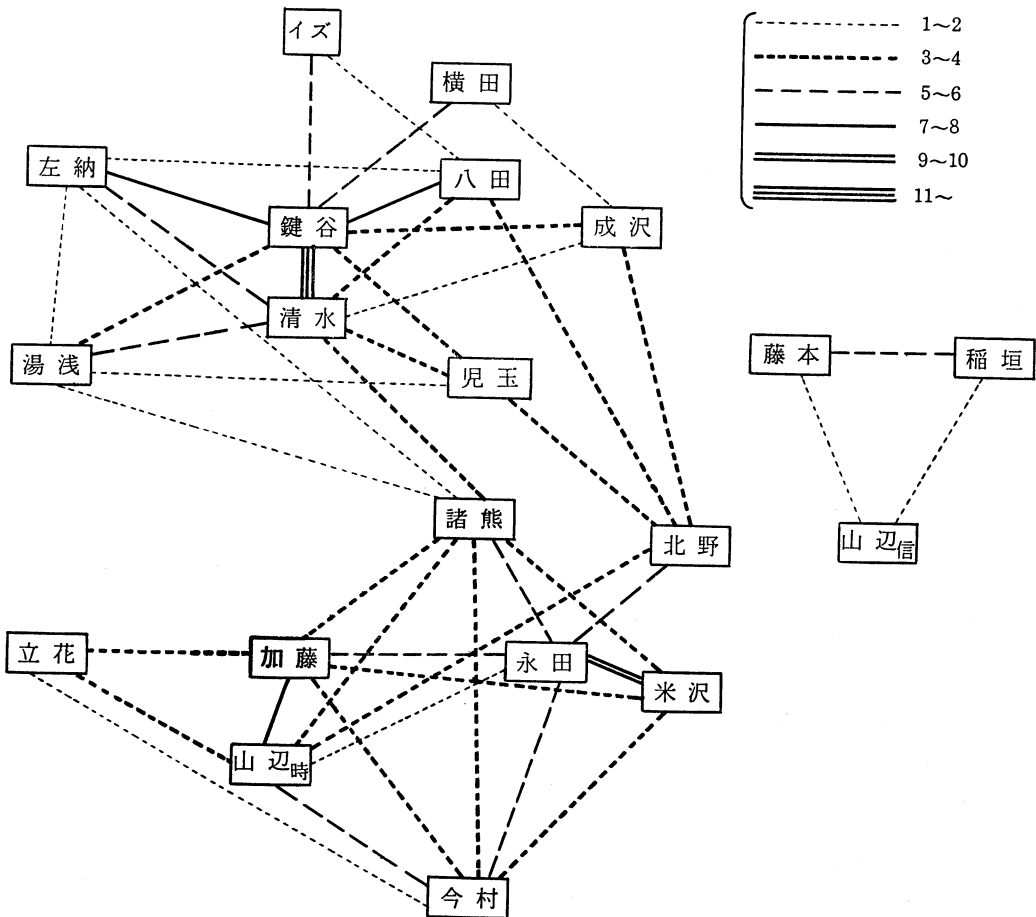 イズ
横田
左納
八田
鍵谷
成沢
清水
湯浅
児玉
諸熊
北野
立花
加藤
永田
米沢
山辺時
今村
藤本
稲垣
山辺信
1～2
3～4
5～6
7～8
9～10
11～